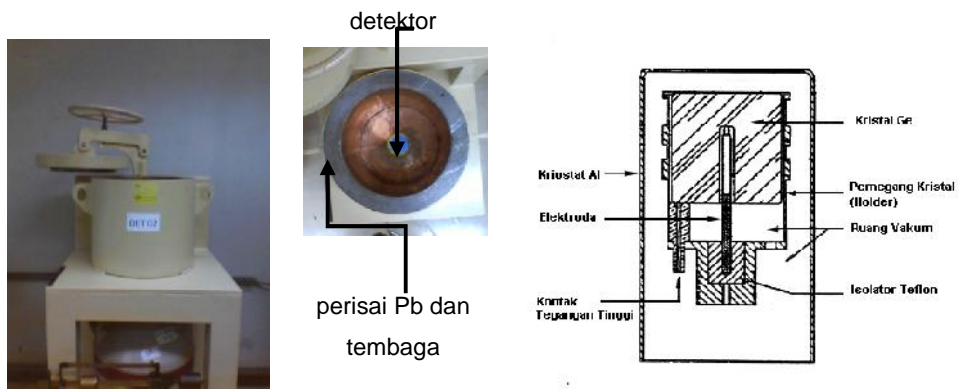 detektor
DET 02
perisai Pb dan
tembaga
Kristal Ge
Kriostat Al
Pemegang Kristal
(Holder)
Elektroda
Ruang Vakum
Isolator Teflon
Kontak
Tegangan Tinggi